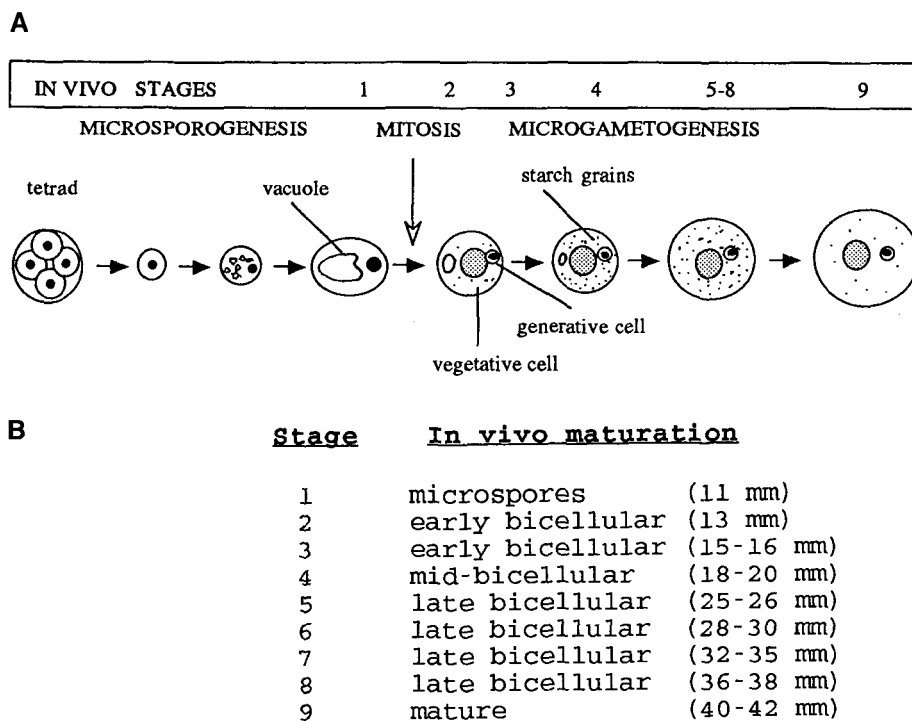 A
IN VIVO STAGES 1 2 3 4 5-8 9
MICROSPOROGENESIS MITOSIS MICROGAMETOGENESIS
starch grains
tetrad vacuole
generative cell
vegetative cell
B
Stage In vivo maturation
1 microspores (11 mm)
2 early bicellular (13 mm)
3 early bicellular (15-16 mm)
4 mid-bicellular (18-20 mm)
5 late bicellular (25-26 mm)
6 late bicellular (28-30 mm)
7 late bicellular (32-35 mm)
8 late bicellular (36-38 mm)
9 mature (40-42 mm)